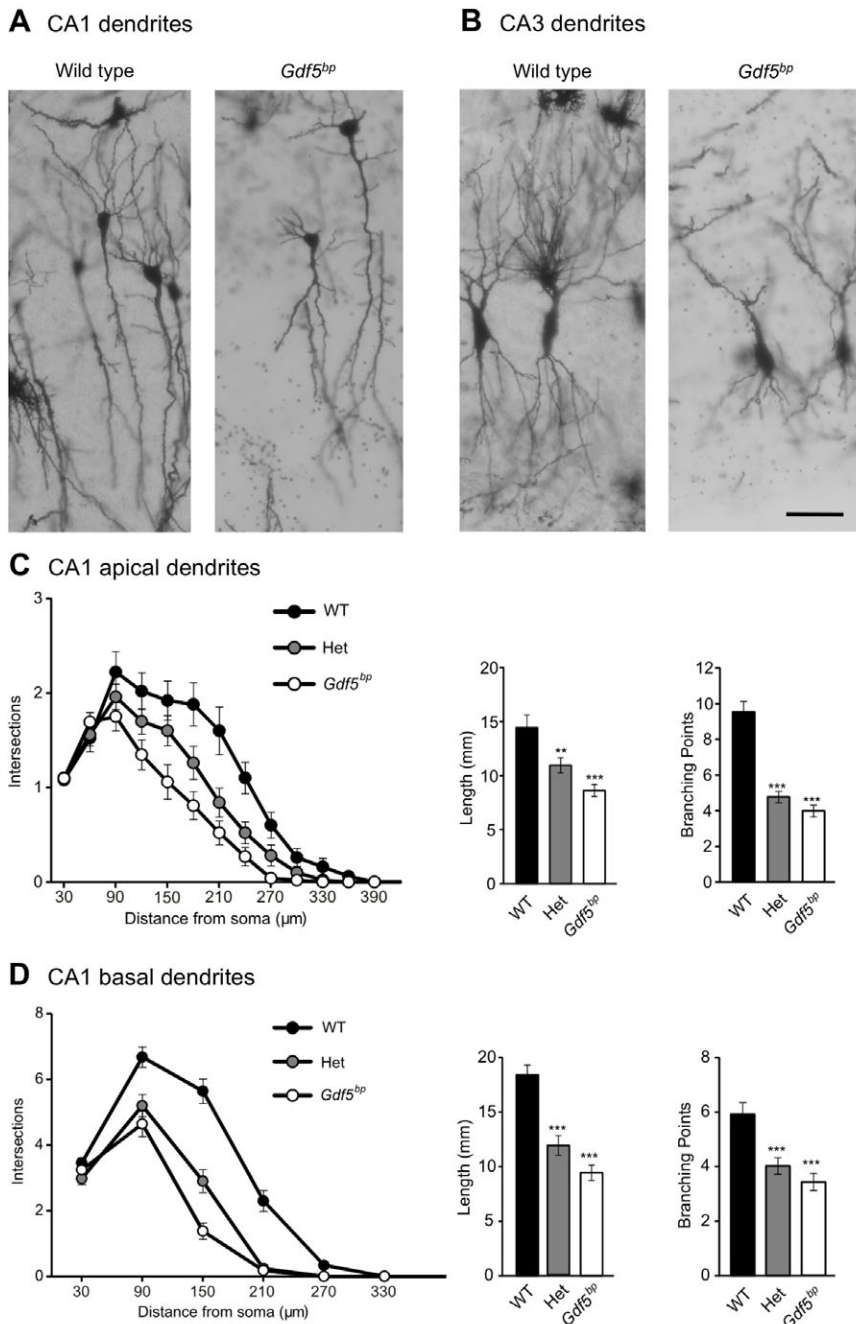 A CA1 dendrites
Wild type
Gdf5bp
B CA3 dendrites
Wild type
Gdf5bp
C CA1 apical dendrites
3
2
1
0
Intersections
30 90 150 210 270 330 390
Distance from soma (μm)
WT
Het
Gdf5bp
20
15
10
5
0
Length (mm)
**
***
WT
Het
Gdf5bp
12
10
8
6
4
2
0
Branching Points
***
***
WT
Het
Gdf5bp
D CA1 basal dendrites
8
6
4
2
0
Intersections
30 90 150 210 270 330
Distance from soma (μm)
WT
Het
Gdf5bp
20
15
10
5
0
Length (mm)
***
***
WT
Het
Gdf5bp
8
6
4
2
0
Branching Points
***
***
WT
Het
Gdf5bp